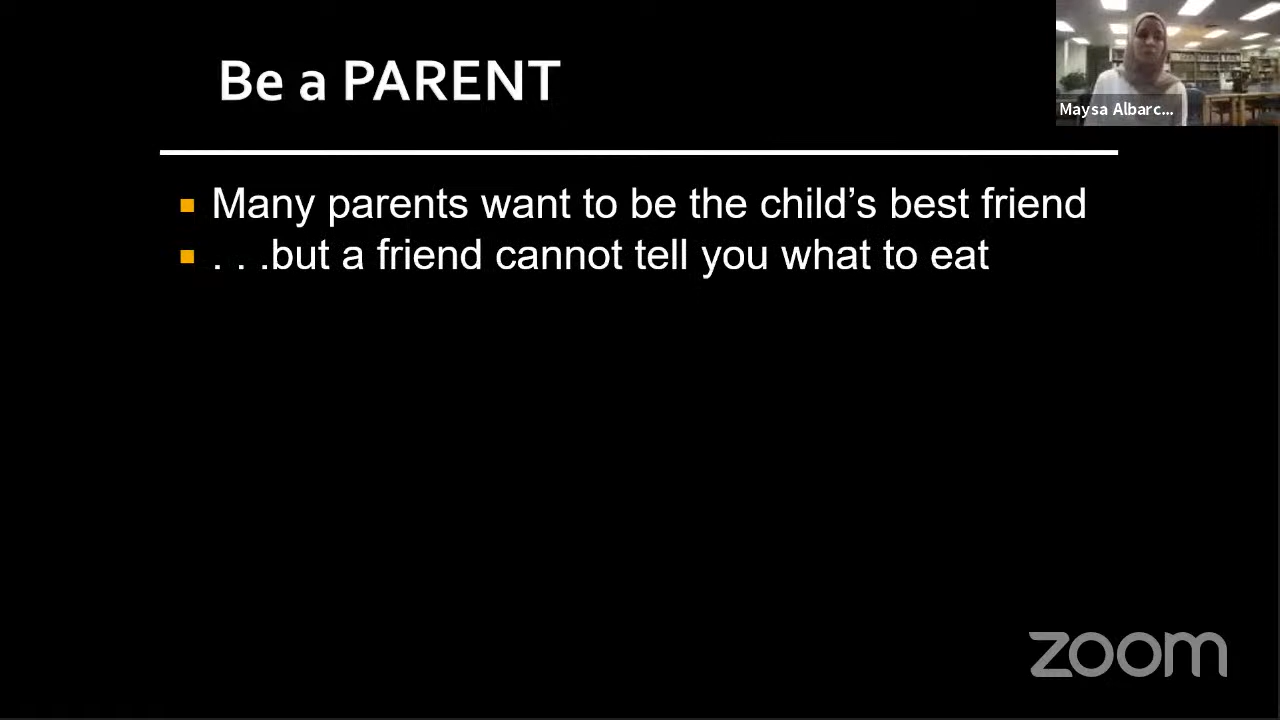 Be a PARENT
Maysa Albarc...
Many parents want to be the child’s best friend
. . .but a friend cannot tell you what to eat
zoom